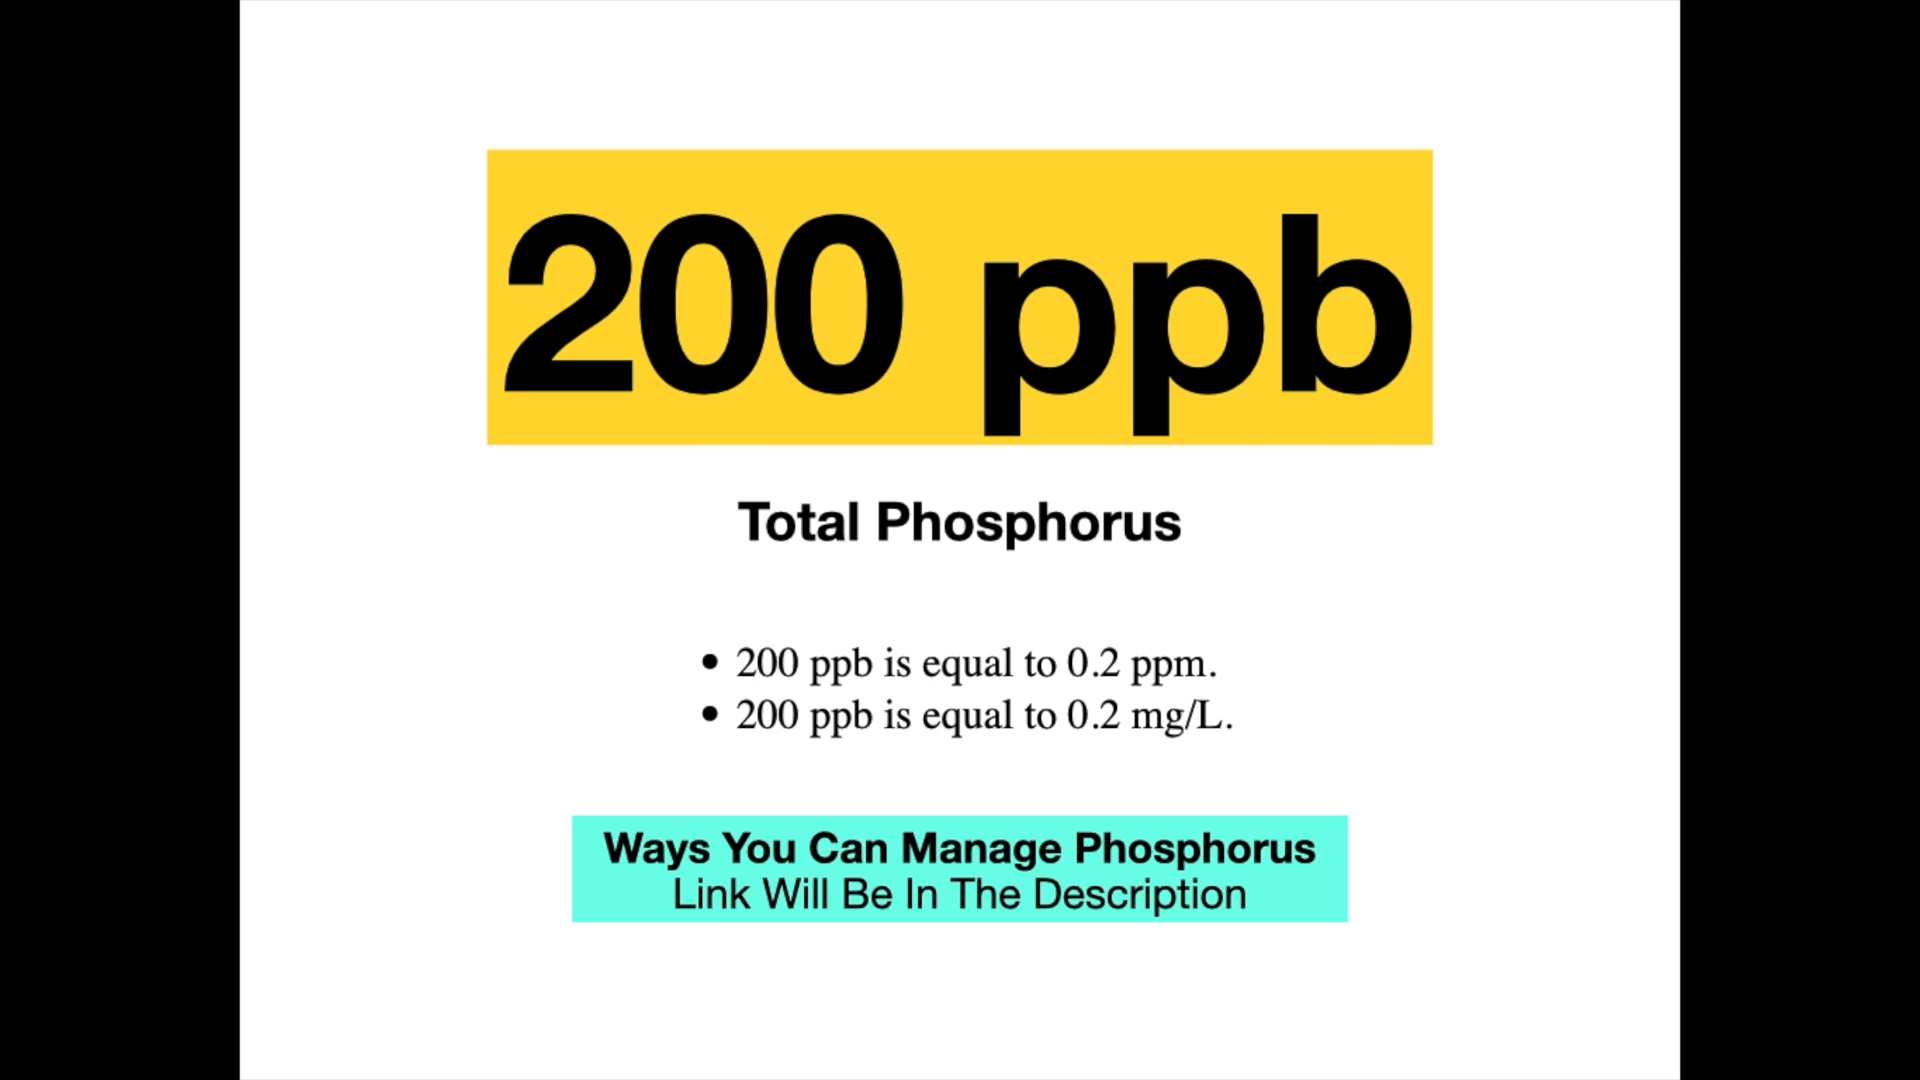 200 ppb
Total Phosphorus
• 200 ppb is equal to 0.2 ppm.
• 200 ppb is equal to 0.2 mg/L.
Ways You Can Manage Phosphorus
Link Will Be In The Description